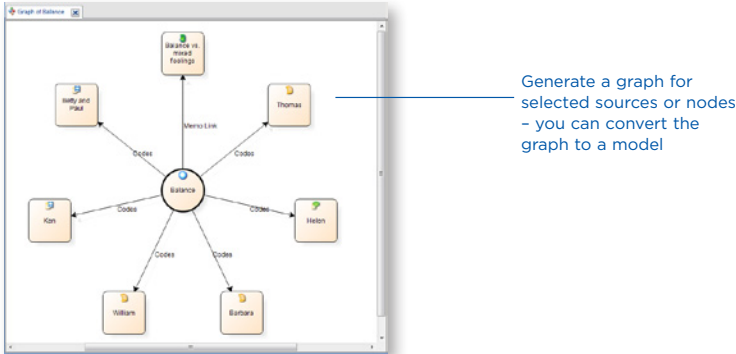 Graph of Balance
Balance vs.
mixed
feelings
Betty and
Paul
Thomas
Memo Link
Codes
Codes
Balance
Ken
Codes
Codes
Helen
Codes
Codes
William
Barbara
Generate a graph for
selected sources or nodes
– you can convert the
graph to a model